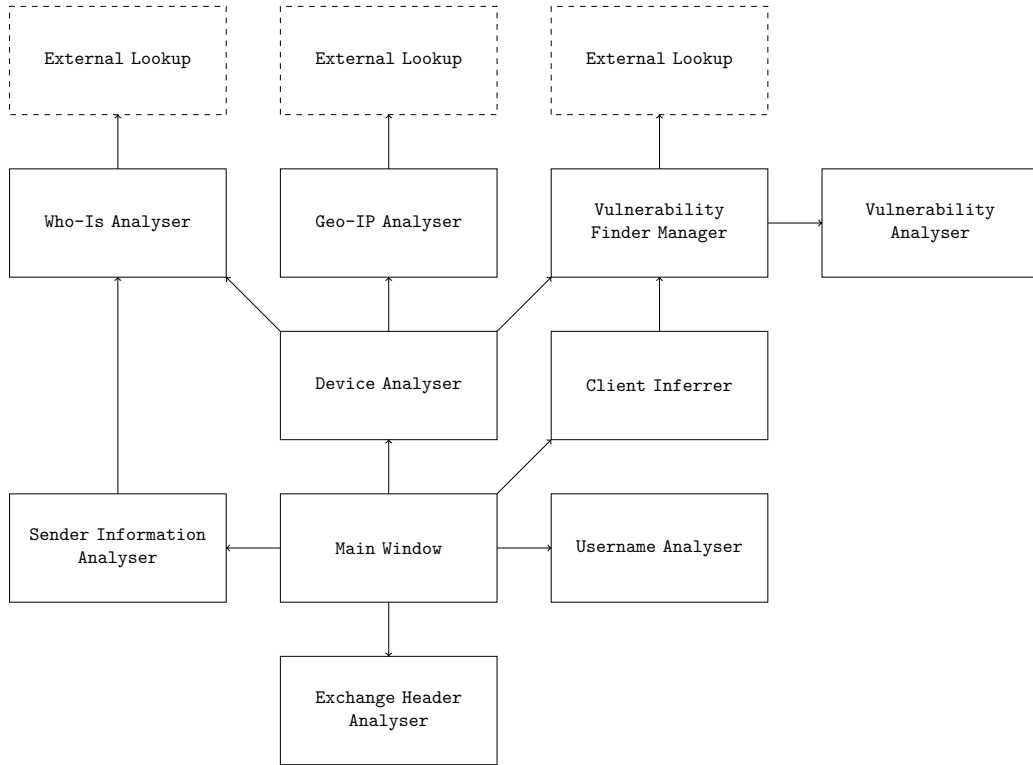 External Lookup
External Lookup
External Lookup
Who-Is Analyser
Geo-IP Analyser
Vulnerability
Finder Manager
Vulnerability
Analyser
Device Analyser
Client Inferrer
Sender Information
Analyser
Main Window
Username Analyser
Exchange Header
Analyser